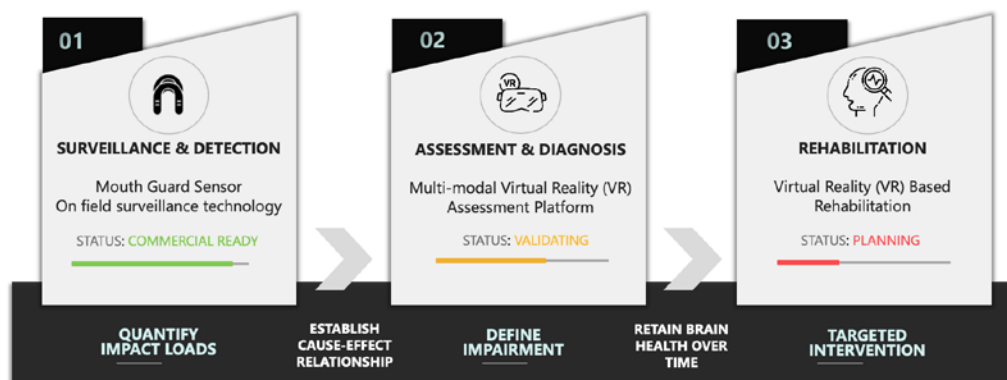 01
SURVEILLANCE & DETECTION
Mouth Guard Sensor
On field surveillance technology
STATUS: COMMERCIAL READY
QUANTIFY
IMPACT LOADS
ESTABLISH
CAUSE-EFFECT
RELATIONSHIP
02
VR
ASSESSMENT & DIAGNOSIS
Multi-modal Virtual Reality (VR)
Assessment Platform
STATUS: VALIDATING
DEFINE
IMPAIRMENT
RETAIN BRAIN
HEALTH OVER
TIME
03
REHABILITATION
Virtual Reality (VR) Based
Rehabilitation
STATUS: PLANNING
TARGETED
INTERVENTION